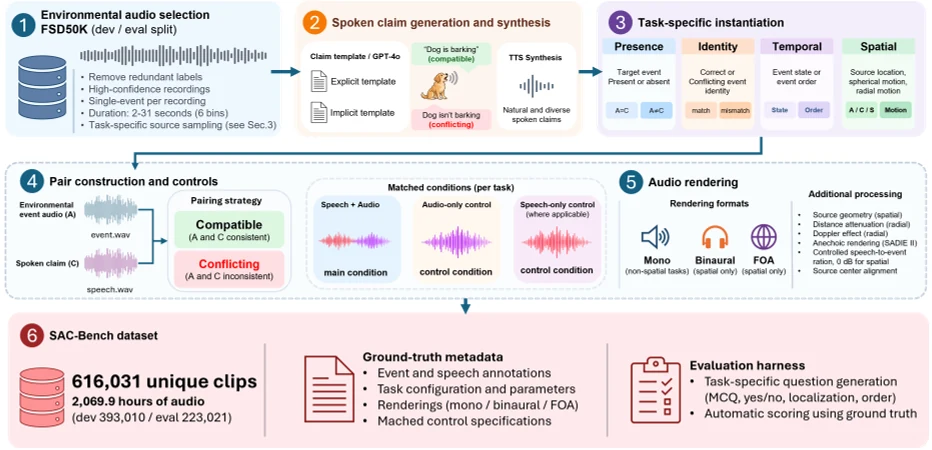 1
Environmental audio selection
FSD50K (dev / eval split)
• Remove redundant labels
• High-confidence recordings
• Single-event per recording
• Duration: 2-31 seconds (6 bins)
• Task-specific source sampling (see Sec.3)
2
Spoken claim generation and synthesis
Claim template / GPT-4o
Explicit template
Implicit template
"Dog is barking"
(compatible)
Dog isn't barking
(conflicting)
TTS Synthesis
Natural and diverse
spoken claims
3
Task-specific instantiation
Presence
Target event
Present or absent
A=C
A≠C
Identity
Correct or
Conflicting event
identity
match
mismatch
Temporal
Event state or
event order
State
Order
Spatial
Source location,
spherical motion,
radial motion
A / C / S
Motion
4
Pair construction and controls
Environmental
event audio (A)
event.wav
Spoken claim (C)
speech.wav
Pairing strategy
Compatible
(A and C consistent)
Conflicting
(A and C inconsistent)
Matched conditions (per task)
Speech + Audio
main condition
Audio-only control
control condition
Speech-only control
(where applicable)
control condition
5
Audio rendering
Rendering formats
Mono
(non-spatial tasks)
Binaural
(spatial only)
FOA
(spatial only)
Additional processing
• Source geometry (spatial)
• Distance attenuation (radial)
• Doppler effect (radial)
• Anechoic rendering (SADIE II)
• Controlled speech-to-event
ration, 0 dB for spatial
• Source center alignment
6
SAC-Bench dataset
616,031 unique clips
2,069.9 hours of audio
(dev 393,010 / eval 223,021)
Ground-truth metadata
• Event and speech annotations
• Task configuration and parameters
• Renderings (mono / binaural / FOA)
• Mached control specifications
Evaluation harness
• Task-specific question generation
(MCQ, yes/no, localization, order)
• Automatic scoring using ground truth